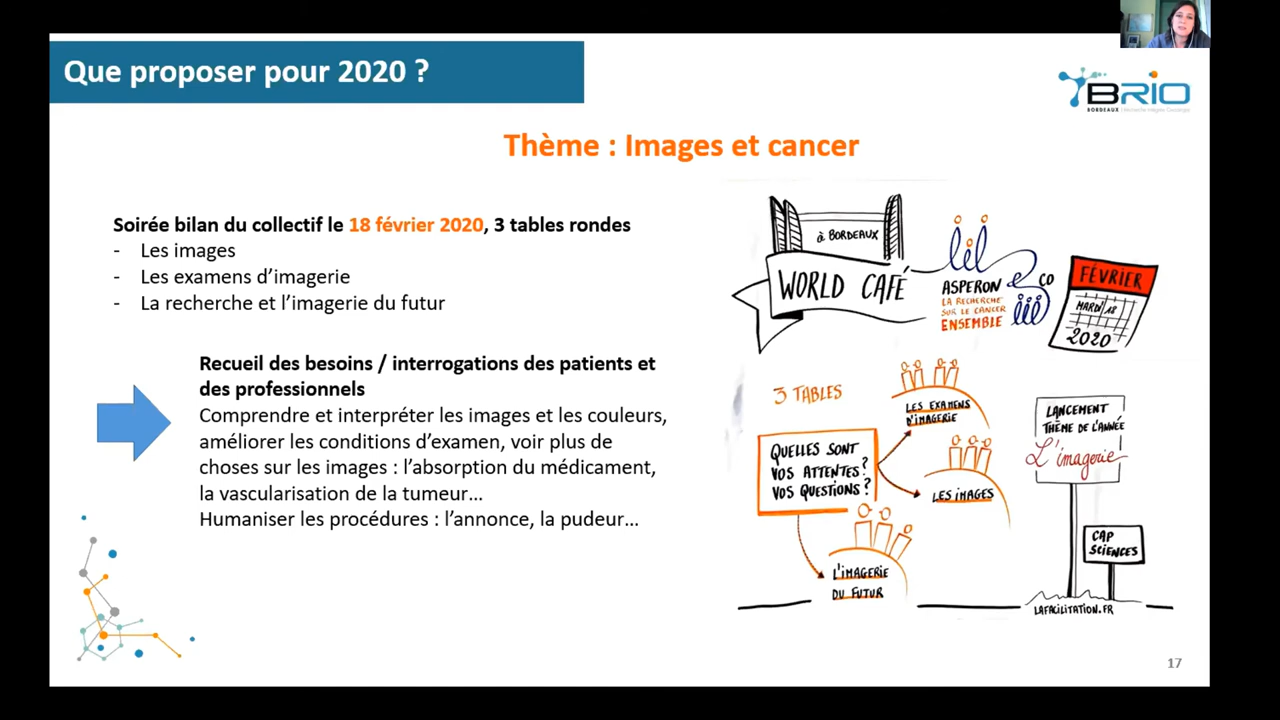 Que proposer pour 2020 ?
BRIO
BORDEAUX
Thème : Images et cancer
Soirée bilan du collectif le 18 février 2020, 3 tables rondes
- Les images
- Les examens d'imagerie
- La recherche et l'imagerie du futur
Recueil des besoins / interrogations des patients et
des professionnels
Comprendre et interpréter les images et les couleurs,
améliorer les conditions d'examen, voir plus de
choses sur les images : l'absorption du médicament,
la vascularisation de la tumeur…
Humaniser les procédures : l'annonce, la pudeur…
à BORDEAUX
WORLD CAFÉ
ASPERON
CO
LA RECHERCHE
SUR LE CANCER
ENSEMBLE
FÉVRIER
MARDI 18
2020
3 TABLES
LES EXAMENS
D'IMAGERIE
QUELLES SONT
VOS ATTENTES?
VOS QUESTIONS?
LES IMAGES
L'IMAGERIE
DU FUTUR
LANCEMENT
THÈME DE L'ANNÉE
L'imagerie
CAP
SCIENCES
LAFACILITATION.FR
17